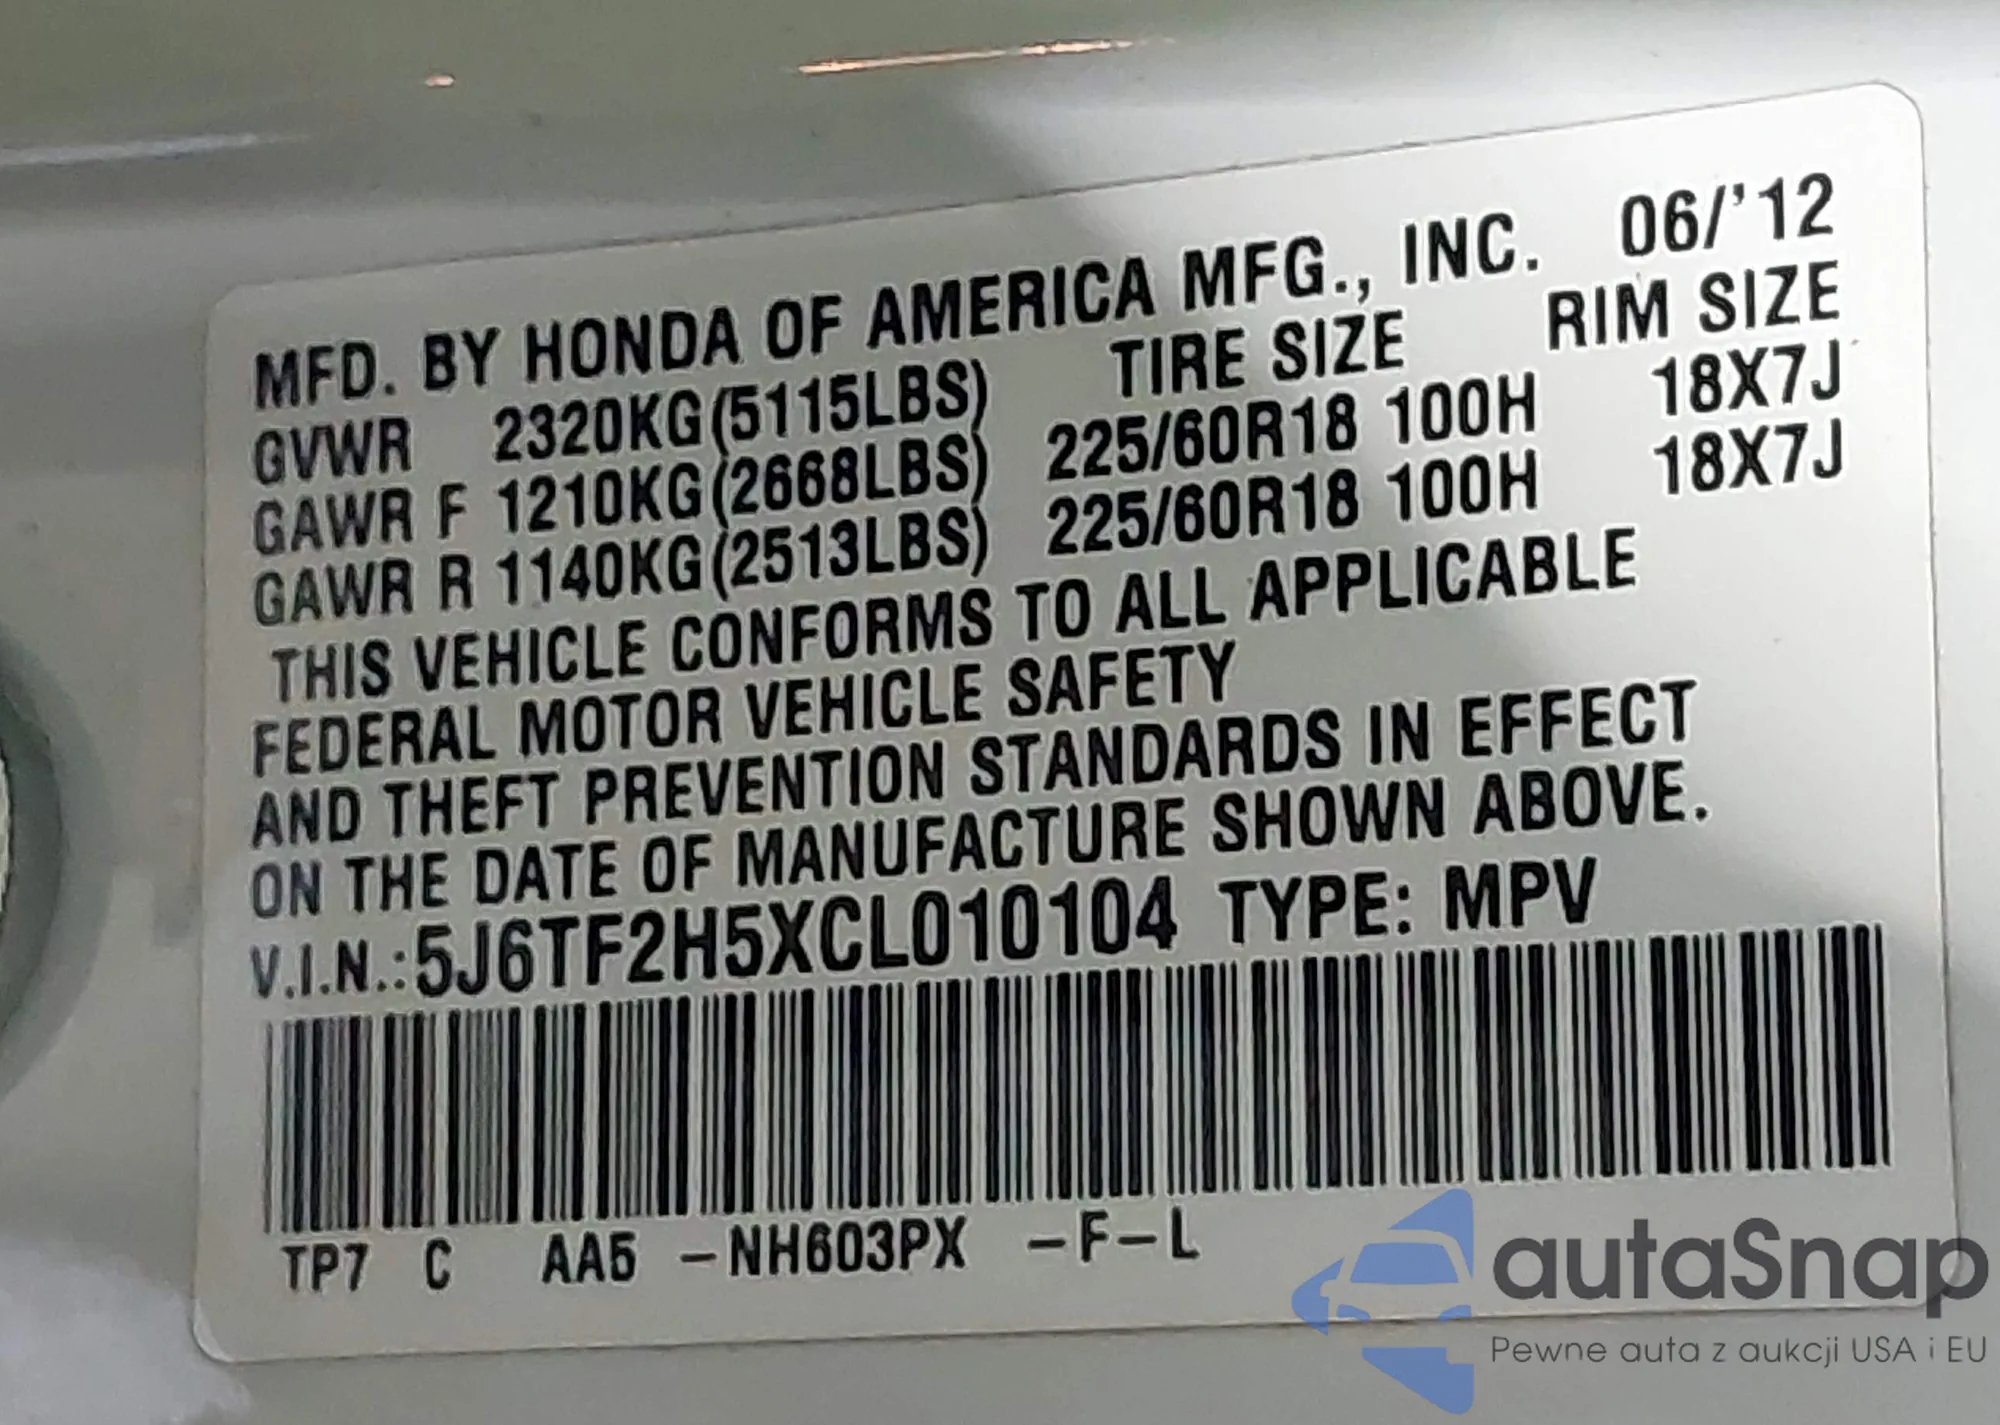 MFD. BY HONDA OF AMERICA MFG., INC. 06/'12
TIRE SIZE RIM SIZE
GVWR 2320KG(5115LBS)
GAWR F 1210KG(2668LBS) 225/60R18 100H 18X7J
GAWR R 1140KG(2513LBS) 225/60R18 100H 18X7J
THIS VEHICLE CONFORMS TO ALL APPLICABLE
FEDERAL MOTOR VEHICLE SAFETY
AND THEFT PREVENTION STANDARDS IN EFFECT
ON THE DATE OF MANUFACTURE SHOWN ABOVE.
V.I.N.:5J6TF2H5XCL010104 TYPE: MPV
TP7 C AA5 -NH603PX -F-L
autaSnap
Pewne auta z aukcji USA i EU